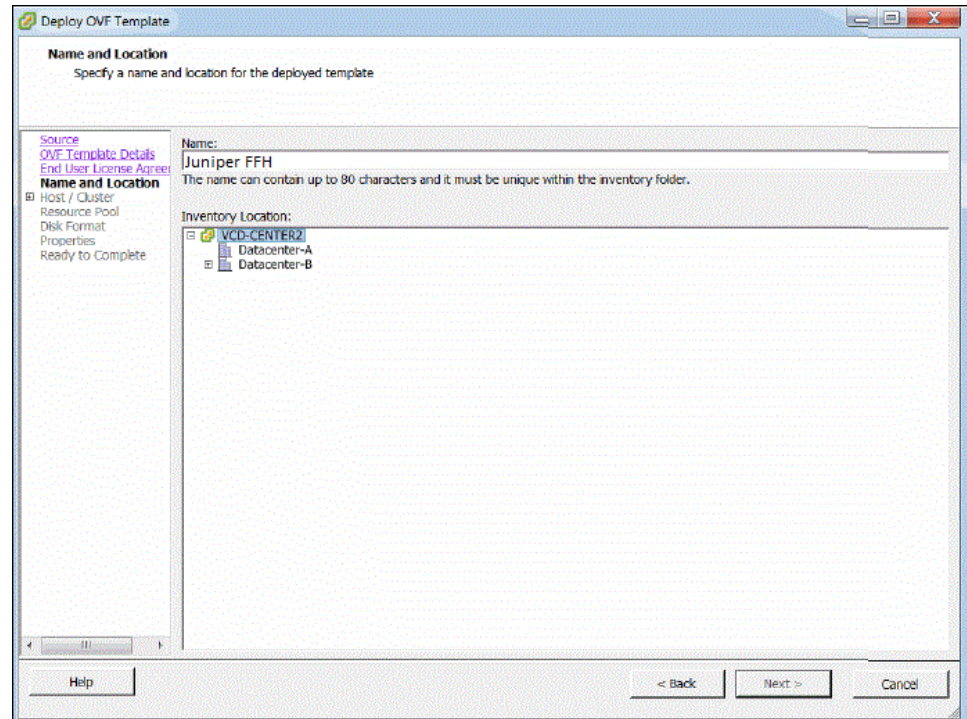 Deploy OVF Template
Name and Location
Specify a name and location for the deployed template
Source
OVF Template Details
End User License Agreer
Name and Location
Host / Cluster
Resource Pool
Disk Format
Properties
Ready to Complete
Name:
Juniper FFH
The name can contain up to 80 characters and it must be unique within the inventory folder.
Inventory Location:
VCD-CENTER2
Datacenter-A
Datacenter-B
Help
< Back
Next >
Cancel